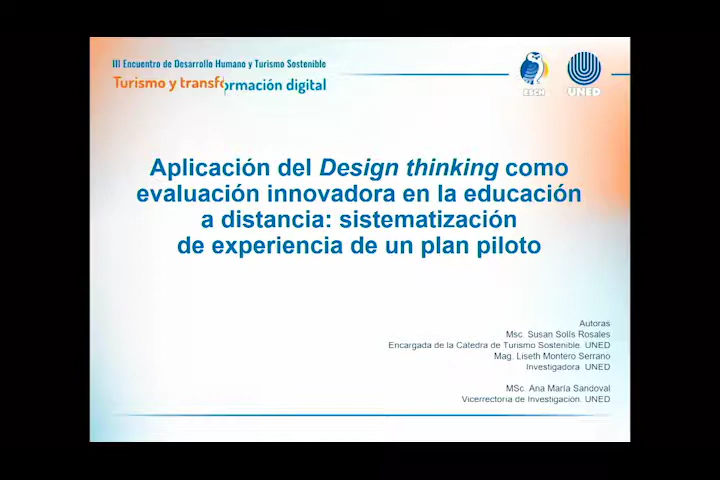 III Encuentro de Desarrollo Humano y Turismo Sostenible
Turismo y transformación digital
ESCH
UNED
Aplicación del Design thinking como
evaluación innovadora en la educación
a distancia: sistematización
de experiencia de un plan piloto
Autoras
Msc. Susan Solís Rosales
Encargada de la Cátedra de Turismo Sostenible. UNED
Mag. Liseth Montero Serrano
Investigadora UNED
MSc. Ana María Sandoval
Vicerrectoría de Investigación. UNED